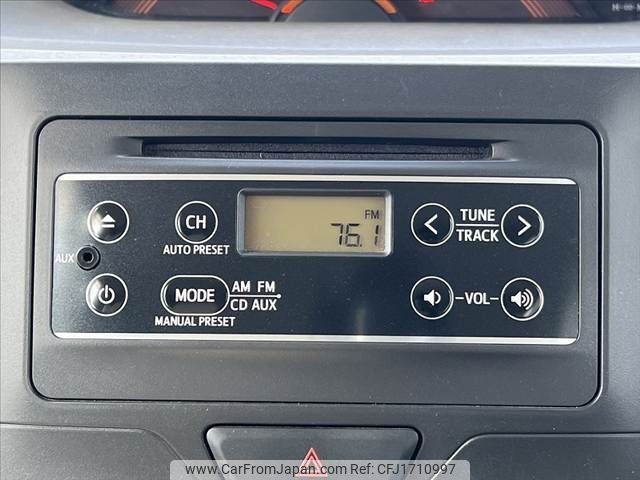 FM
76.1
CH
AUTO PRESET
TUNE
TRACK
AUX
MODE
AM FM
CD AUX
MANUAL PRESET
VOL
www.CarFromJapan.com Ref No. CFJ1710997